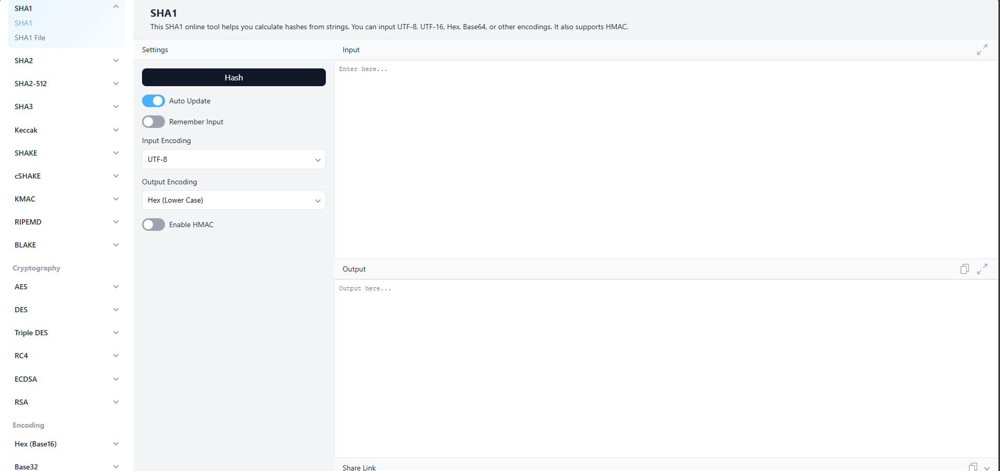 SHA1
SHA1
SHA1 File
SHA2
SHA2-512
SHA3
Keccak
SHAKE
cSHAKE
KMAC
RIPEMD
BLAKE
Cryptography
AES
DES
Triple DES
RC4
ECDSA
RSA
Encoding
Hex (Base16)
Base32
SHA1
This SHA1 online tool helps you calculate hashes from strings. You can input UTF-8, UTF-16, Hex, Base64, or other encodings. It also supports HMAC.
Settings
Hash
Auto Update
Remember Input
Input Encoding
UTF-8
Output Encoding
Hex (Lower Case)
Enable HMAC
Input
Enter here...
Output
Output here...
Share Link